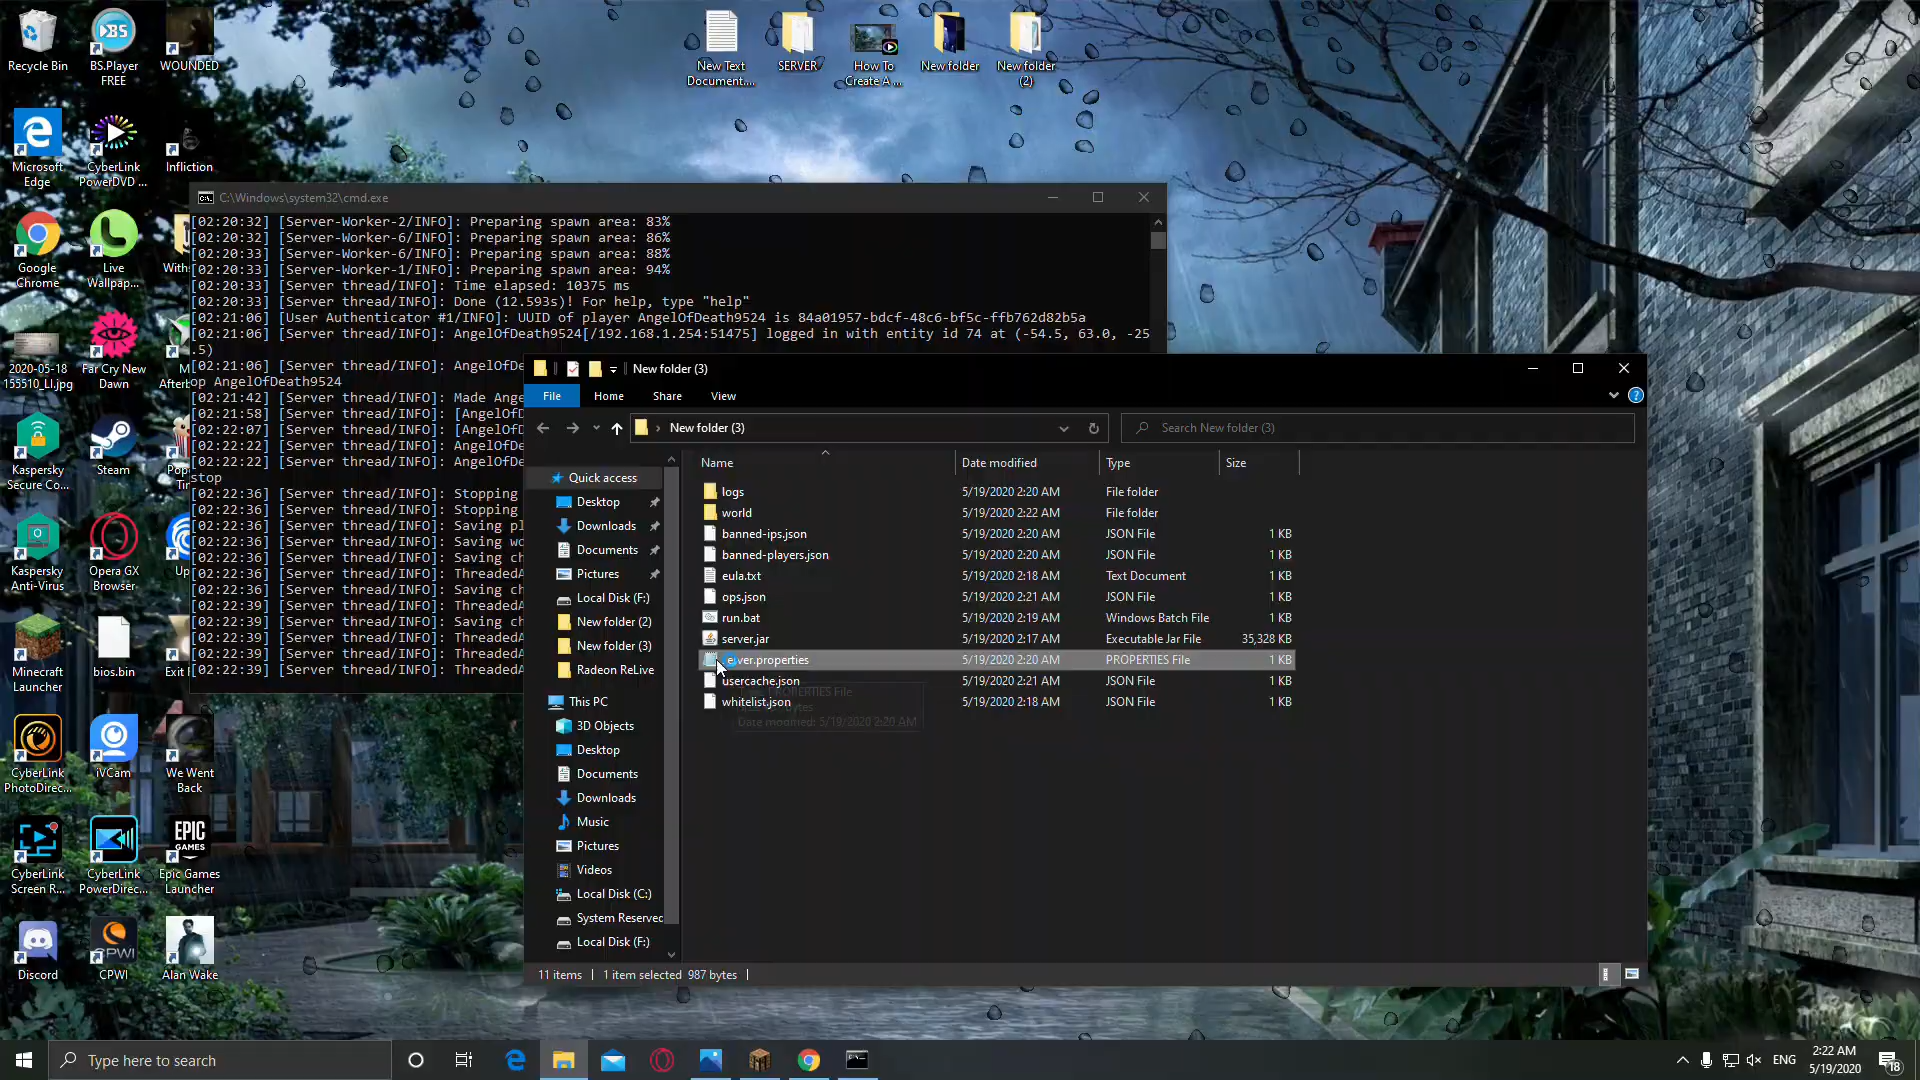 Recycle Bin
BS.Player
FREE
WOUNDED
New Text
Document....
SERVER
How To
Create A ...
New folder
New folder
(2)
Microsoft
Edge
CyberLink
PowerDVD ...
Infliction
Google
Chrome
Live
Wallpap...
2020-05-18
155510_LI.jpg
Far Cry New
Dawn
Kaspersky
Secure Co...
Steam
Kaspersky
Anti-Virus
Opera GX
Browser
Minecraft
Launcher
bios.bin
CyberLink
PhotoDirec...
iVCam
We Went
Back
CyberLink
Screen R...
CyberLink
PowerDirec...
EPIC
GAMES
Epic Games
Launcher
Discord
CPWI
Alan Wake
C:\Windows\system32\cmd.exe
[02:20:32] [Server-Worker-2/INFO]: Preparing spawn area: 83%
[02:20:32] [Server-Worker-6/INFO]: Preparing spawn area: 86%
[02:20:33] [Server-Worker-6/INFO]: Preparing spawn area: 88%
[02:20:33] [Server-Worker-1/INFO]: Preparing spawn area: 94%
[02:20:33] [Server thread/INFO]: Time elapsed: 10375 ms
[02:20:33] [Server thread/INFO]: Done (12.593s)! For help, type "help"
[02:21:06] [User Authenticator #1/INFO]: UUID of player AngelOfDeath9524 is 84a01957-bdcf-48c6-bf5c-ffb762d82b5a
[02:21:06] [Server thread/INFO]: AngelOfDeath9524[/192.168.1.254:51475] logged in with entity id 74 at (-54.5, 63.0, -25
.5)
[02:21:06] [Server thread/INFO]: AngelOfDe
op AngelOfDeath9524
[02:21:42] [Server thread/INFO]: Made Ange
[02:21:58] [Server thread/INFO]: [AngelOfD
[02:22:07] [Server thread/INFO]: [AngelOfD
[02:22:22] [Server thread/INFO]: AngelOfDe
[02:22:22] [Server thread/INFO]: AngelOfDe
stop
[02:22:36] [Server thread/INFO]: Stopping
[02:22:36] [Server thread/INFO]: Stopping
[02:22:36] [Server thread/INFO]: Saving pl
[02:22:36] [Server thread/INFO]: Saving wo
[02:22:36] [Server thread/INFO]: Saving ch
[02:22:36] [Server thread/INFO]: ThreadedA
[02:22:36] [Server thread/INFO]: Saving ch
[02:22:39] [Server thread/INFO]: ThreadedA
[02:22:39] [Server thread/INFO]: Saving ch
[02:22:39] [Server thread/INFO]: ThreadedA
[02:22:39] [Server thread/INFO]: ThreadedA
[02:22:39] [Server thread/INFO]: ThreadedA
New folder (3)
File Home Share View
New folder (3)
Search New folder (3)
Name Date modified Type Size
Quick access
Desktop
Downloads
Documents
Pictures
Local Disk (F:)
New folder (2)
New folder (3)
Radeon ReLive
This PC
3D Objects
Desktop
Documents
Downloads
Music
Pictures
Videos
Local Disk (C:)
System Reserved
Local Disk (F:)
logs 5/19/2020 2:20 AM File folder
world 5/19/2020 2:22 AM File folder
banned-ips.json 5/19/2020 2:20 AM JSON File 1 KB
banned-players.json 5/19/2020 2:20 AM JSON File 1 KB
eula.txt 5/19/2020 2:18 AM Text Document 1 KB
ops.json 5/19/2020 2:21 AM JSON File 1 KB
run.bat 5/19/2020 2:19 AM Windows Batch File 1 KB
server.jar 5/19/2020 2:17 AM Executable Jar File 35,328 KB
erver.properties 5/19/2020 2:20 AM PROPERTIES File 1 KB
usercache.json 5/19/2020 2:21 AM JSON File 1 KB
whitelist.json 5/19/2020 2:18 AM JSON File 1 KB
PROPERTIES File
Date modified: 5/19/2020 2:20 AM
11 items 1 item selected 987 bytes
Type here to search
ENG
2:22 AM
5/19/2020
18